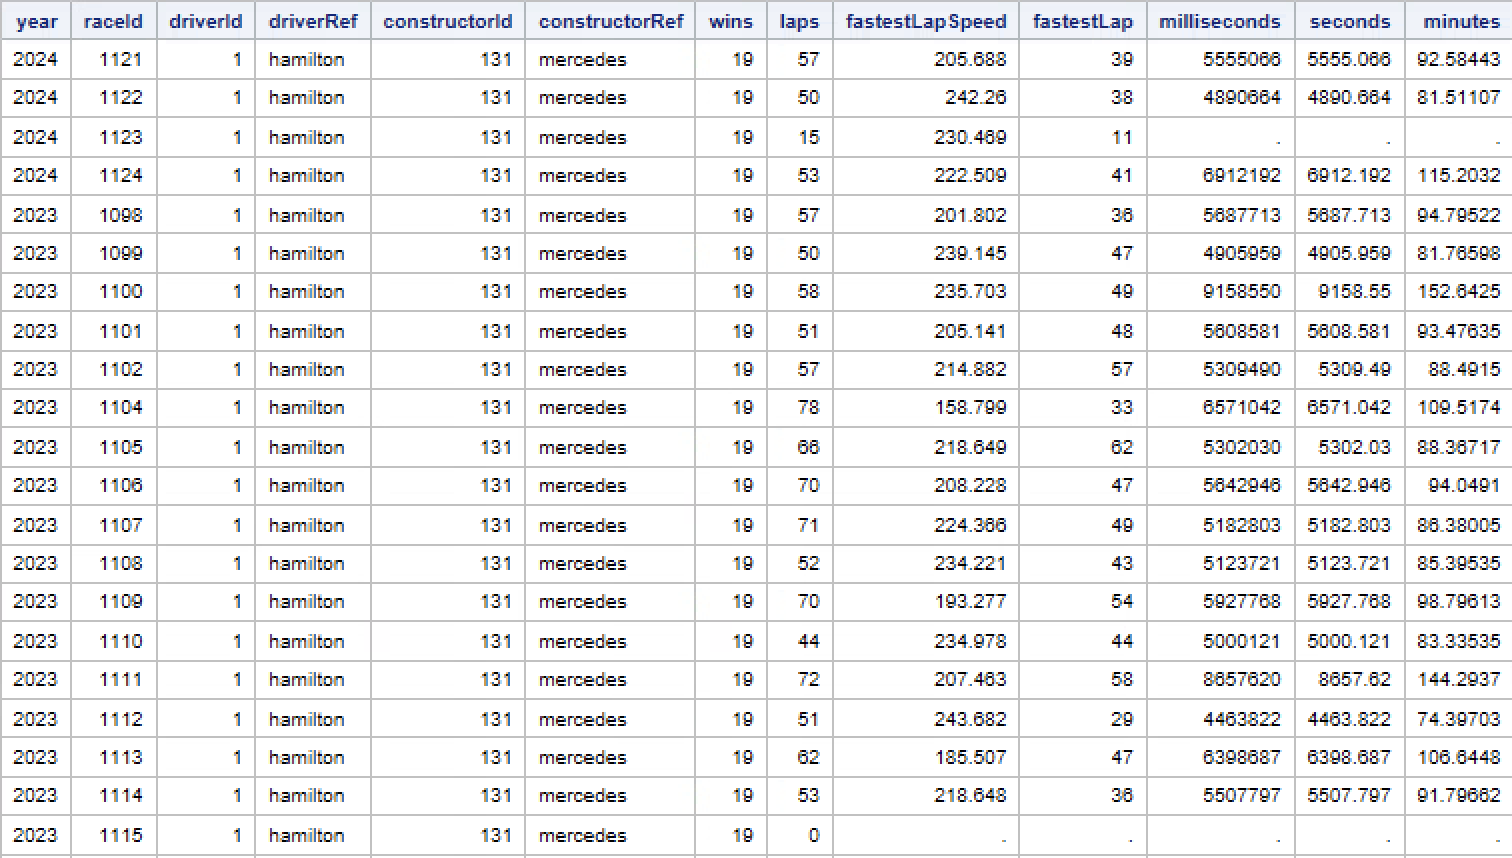 year raceId driverId driverRef constructorId constructorRef wins laps fastestLapSpeed fastestLap milliseconds seconds minutes
2024 1121 1 hamilton 131 mercedes 19 57 205.688 39 5555066 5555.066 92.58443
2024 1122 1 hamilton 131 mercedes 19 50 242.26 38 4890664 4890.664 81.51107
2024 1123 1 hamilton 131 mercedes 19 15 230.469 11 . . .
2024 1124 1 hamilton 131 mercedes 19 53 222.509 41 6912192 6912.192 115.2032
2023 1098 1 hamilton 131 mercedes 19 57 201.802 36 5687713 5687.713 94.79522
2023 1099 1 hamilton 131 mercedes 19 50 239.145 47 4905959 4905.959 81.76598
2023 1100 1 hamilton 131 mercedes 19 58 235.703 49 9158550 9158.55 152.6425
2023 1101 1 hamilton 131 mercedes 19 51 205.141 48 5608581 5608.581 93.47635
2023 1102 1 hamilton 131 mercedes 19 57 214.882 57 5309490 5309.49 88.4915
2023 1104 1 hamilton 131 mercedes 19 78 158.799 33 6571042 6571.042 109.5174
2023 1105 1 hamilton 131 mercedes 19 66 218.649 62 5302030 5302.03 88.36717
2023 1106 1 hamilton 131 mercedes 19 70 208.228 47 5642946 5642.946 94.0491
2023 1107 1 hamilton 131 mercedes 19 71 224.366 49 5182803 5182.803 86.38005
2023 1108 1 hamilton 131 mercedes 19 52 234.221 43 5123721 5123.721 85.39535
2023 1109 1 hamilton 131 mercedes 19 70 193.277 54 5927768 5927.768 98.79613
2023 1110 1 hamilton 131 mercedes 19 44 234.978 44 5000121 5000.121 83.33535
2023 1111 1 hamilton 131 mercedes 19 72 207.463 58 8657620 8657.62 144.2937
2023 1112 1 hamilton 131 mercedes 19 51 243.682 29 4463822 4463.822 74.39703
2023 1113 1 hamilton 131 mercedes 19 62 185.507 47 6398687 6398.687 106.6448
2023 1114 1 hamilton 131 mercedes 19 53 218.648 36 5507797 5507.797 91.79662
2023 1115 1 hamilton 131 mercedes 19 0 . . . . .